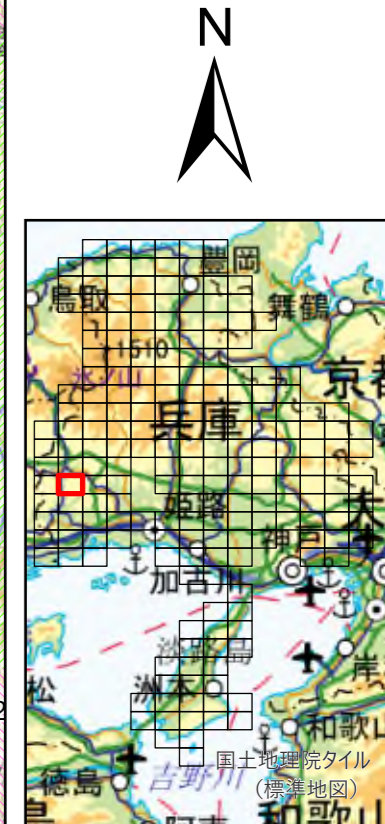 N
豊岡
鳥取
舞鶴
1510
氷ノ山
京都
兵庫
姫路
大
神戸
加古川
淡路島
岸
松
洲本
和歌山
国土地理院タイル
徳島
吉野川
(標準地図)
和歌山